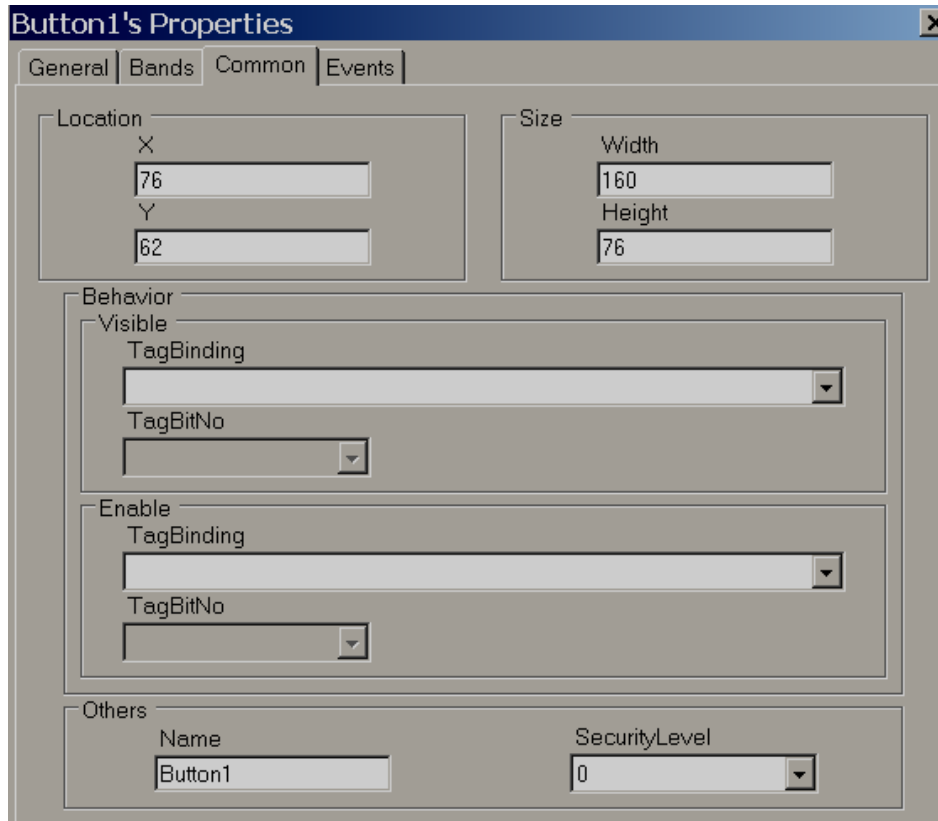 Button1's Properties
General Bands Common Events
Location
X
76
Y
62
Size
Width
160
Height
76
Behavior
Visible
TagBinding
TagBitNo
Enable
TagBinding
TagBitNo
Others
Name
Button1
SecurityLevel
0